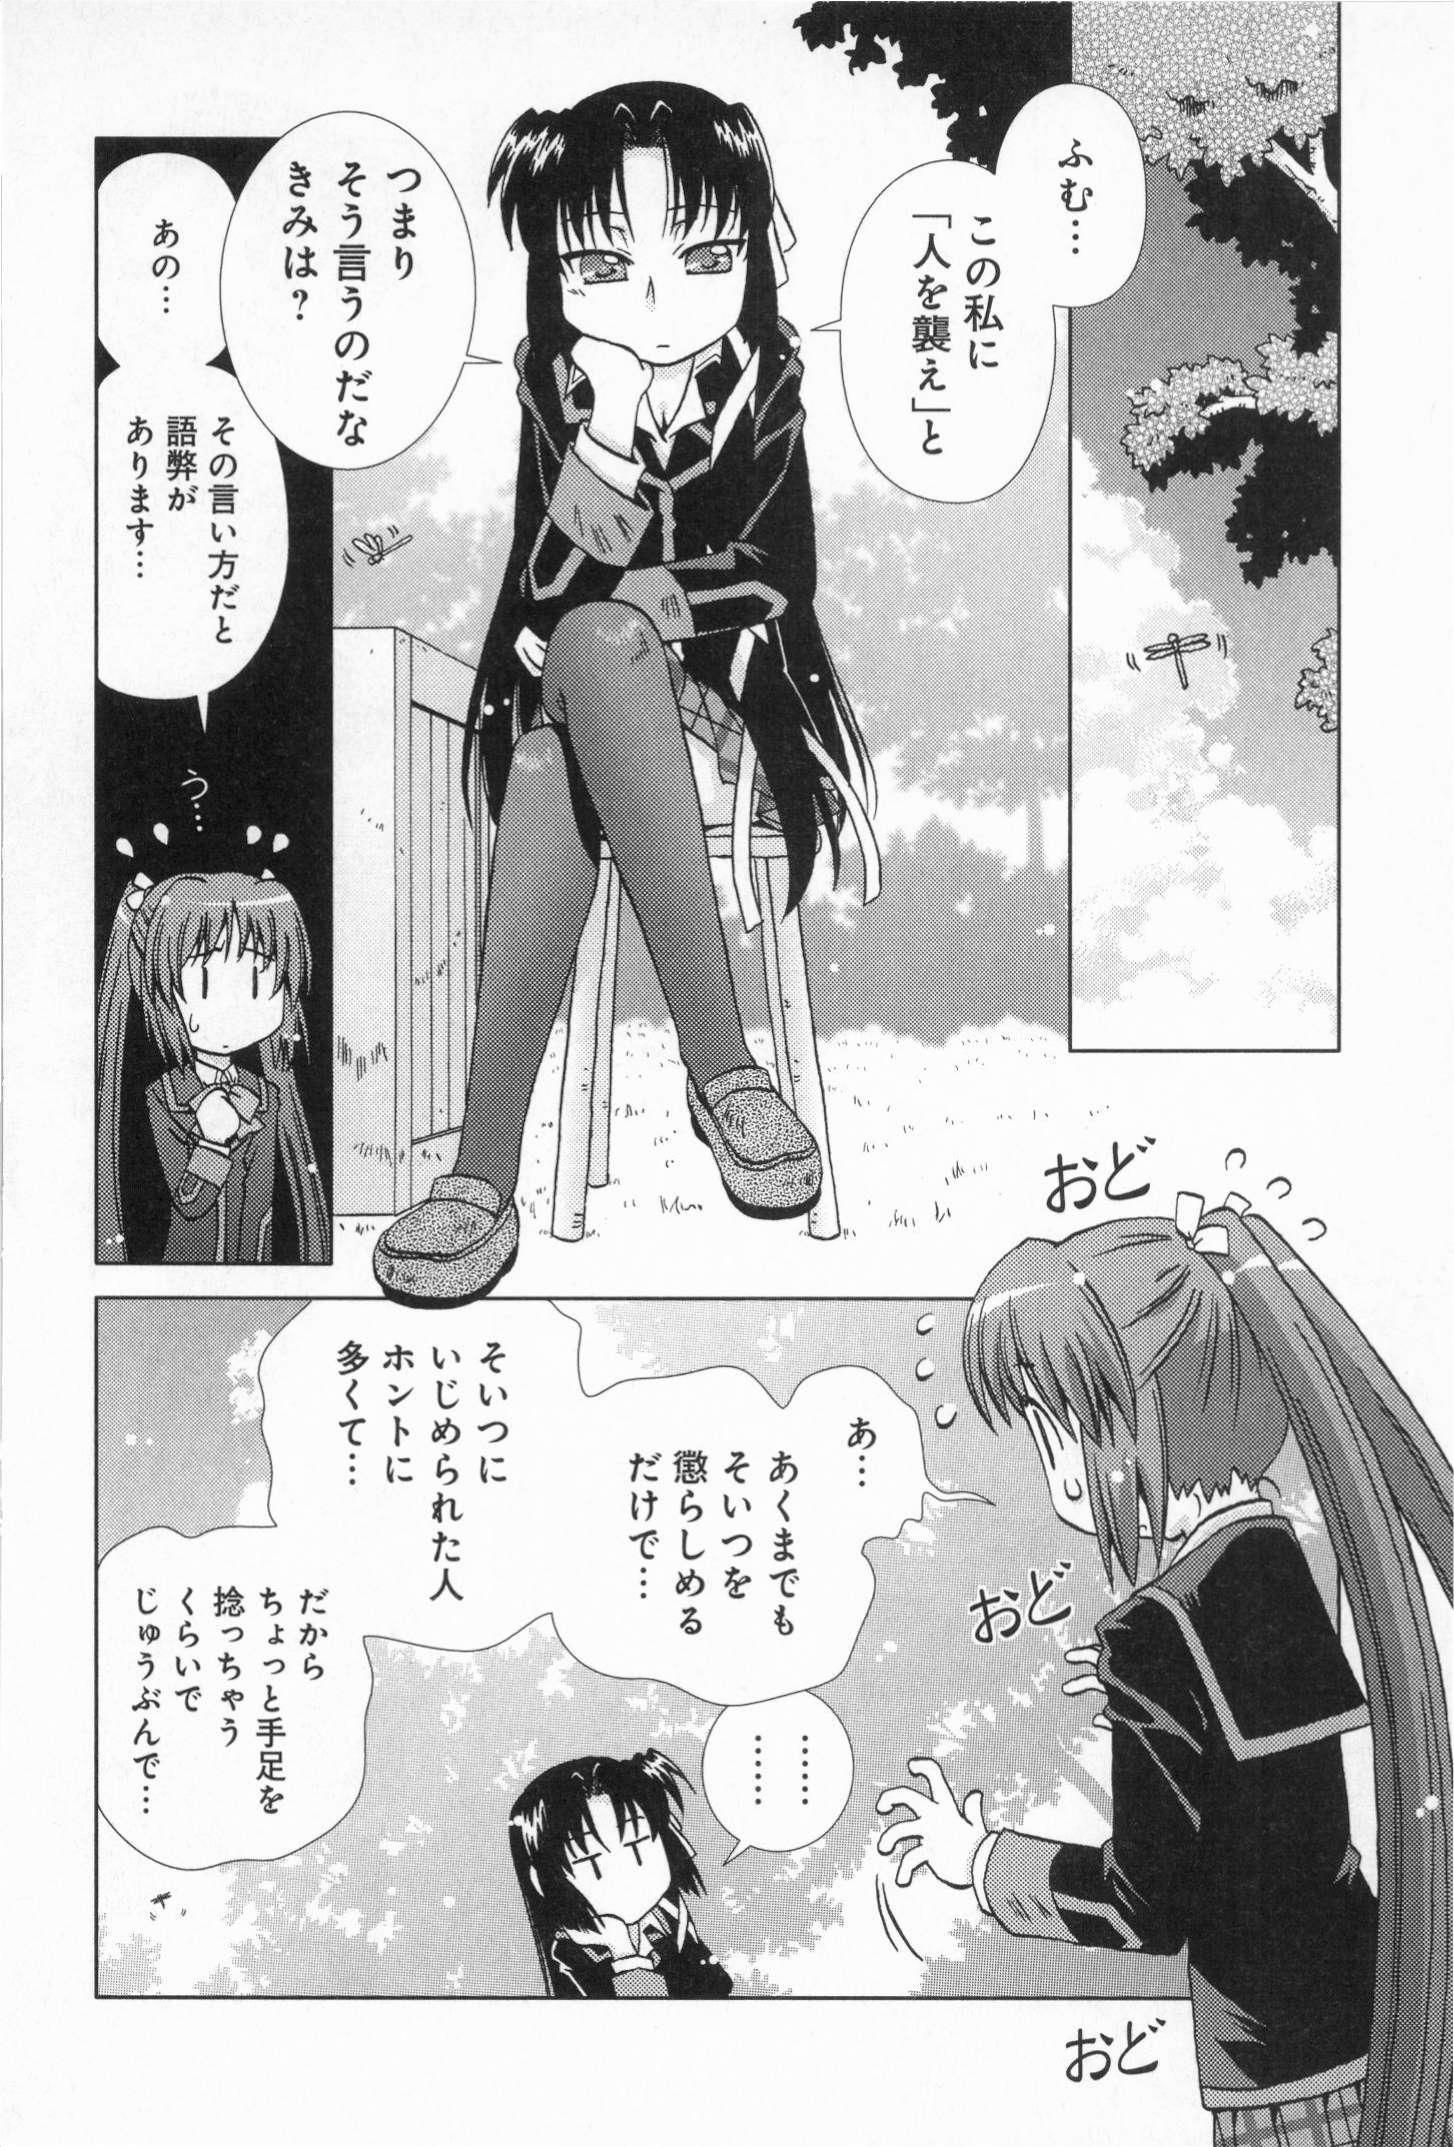 ふむ…
この私に
「人を襲え」と
つまり
そう言うのだな
きみは?
あの…
その言い方だと
語弊が
あります…
う…
おど
おど
おど
あ…
あくまでも
そいつを
懲らしめる
だけで…
そいつに
いじめられた人
ホントに
多くて…
だから
ちょっと手足を
捻っちゃう
くらいで
じゅうぶんで…
……
……